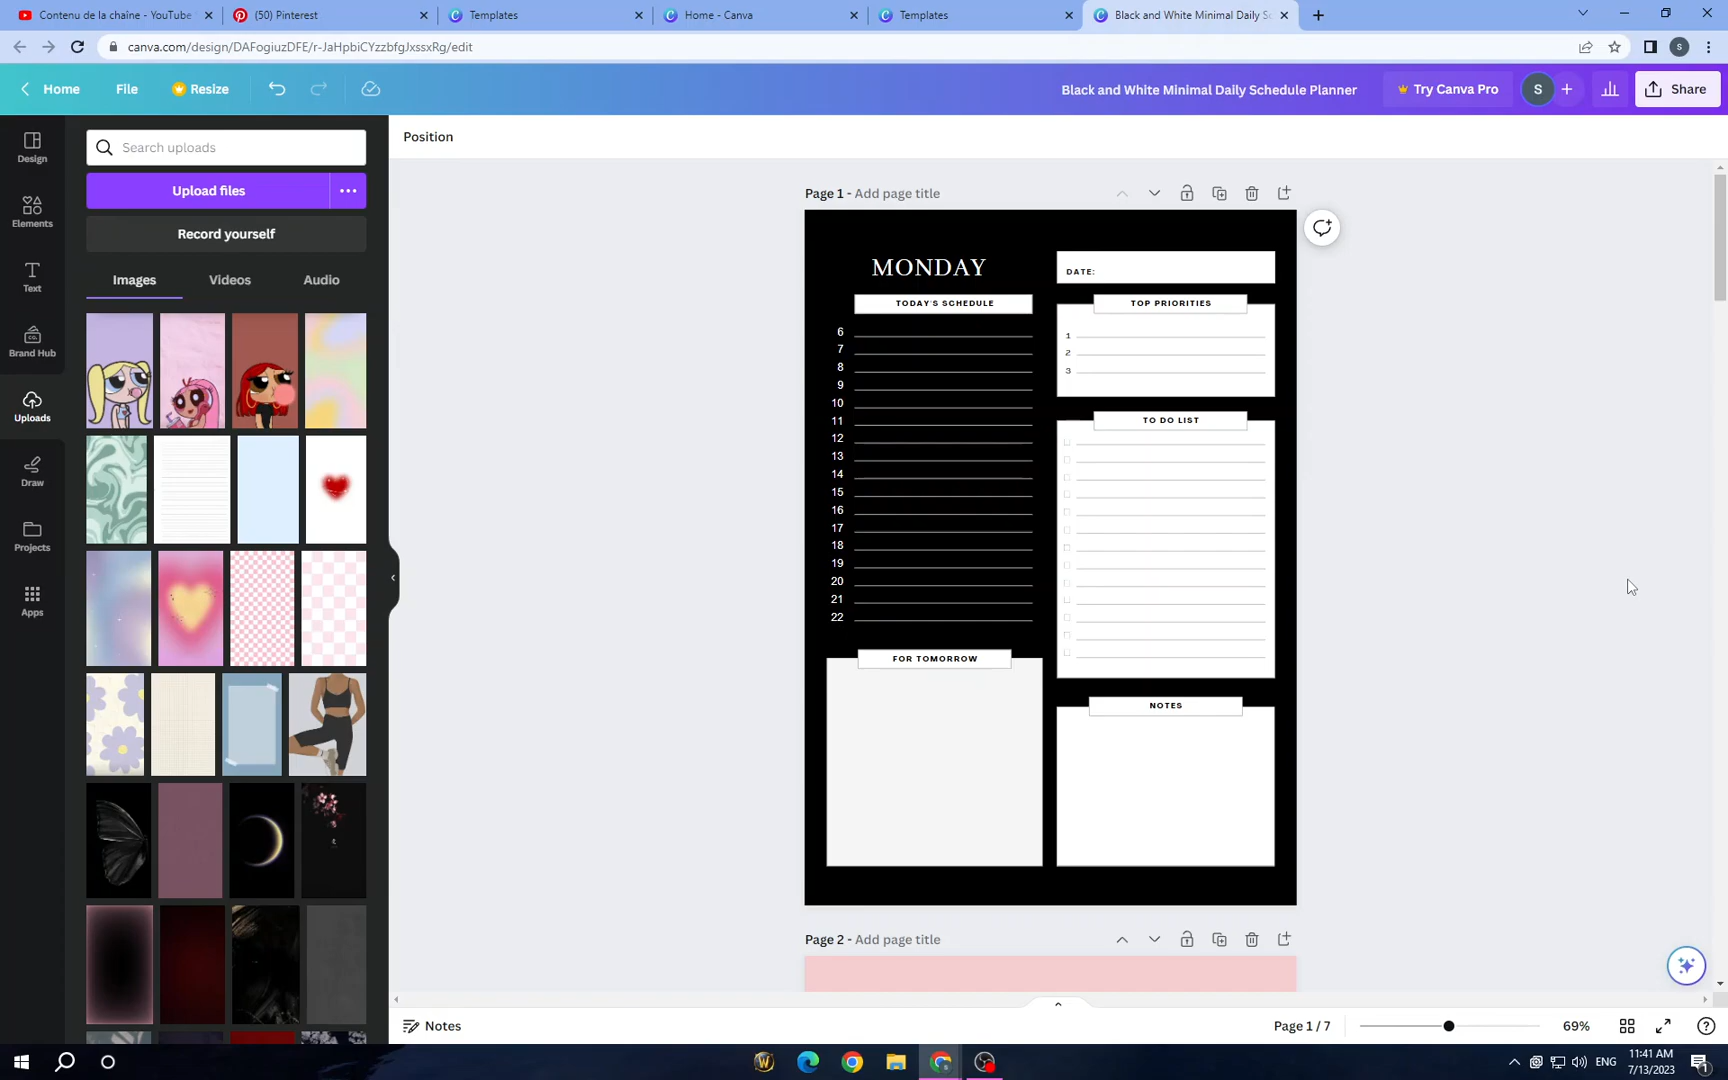 Contenu de la chaîne - YouTube
(50) Pinterest
Templates
Home - Canva
Templates
Black and White Minimal Daily Sc
canva.com/design/DAFogiuzDFE/r-JaHpbiCYzzbfgJxssxRg/edit
S
Home
File
Resize
Black and White Minimal Daily Schedule Planner
Try Canva Pro
S
Share
Design
Elements
Text
Brand Hub
Uploads
Draw
Projects
Apps
Search uploads
Upload files
Record yourself
Images
Videos
Audio
Position
Page 1 - Add page title
MONDAY
DATE:
TODAY'S SCHEDULE
TOP PRIORITIES
6
7
8
9
10
11
12
13
14
15
16
17
18
19
20
21
22
1
2
3
TO DO LIST
FOR TOMORROW
NOTES
Page 2 - Add page title
Notes
Page 1 / 7
69%
ENG
11:41 AM
7/13/2023
1